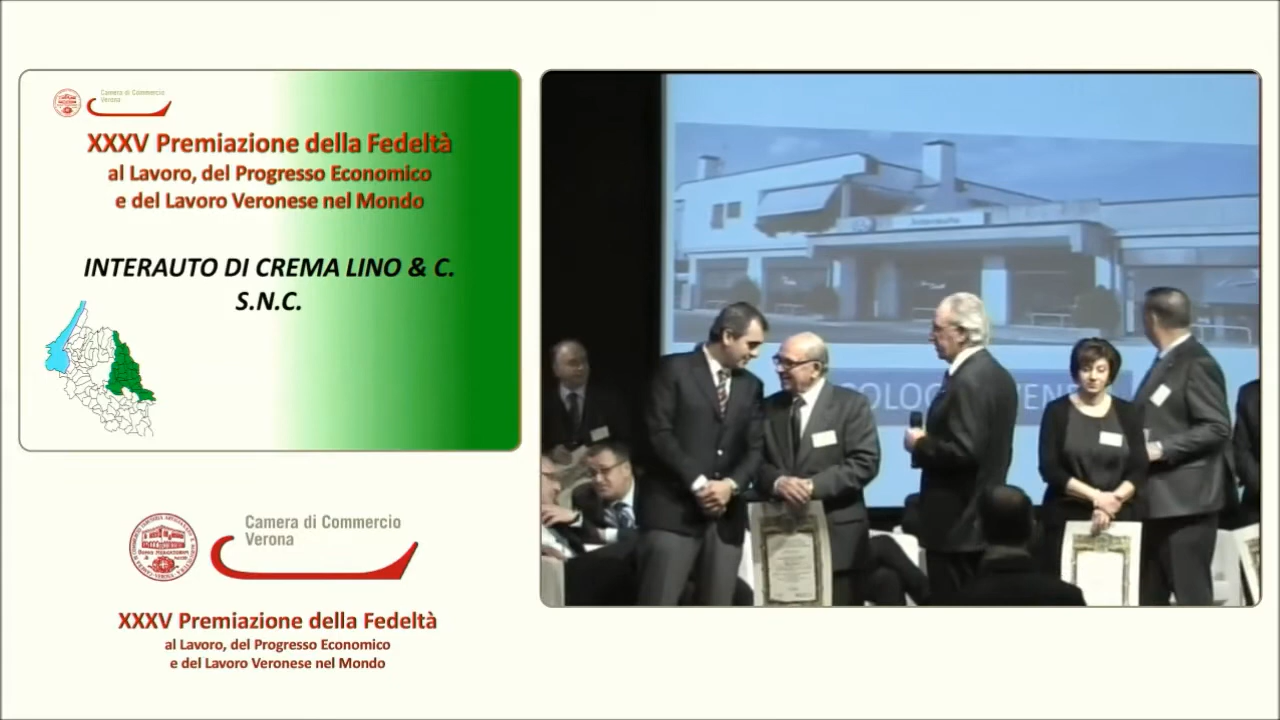 Camera di Commercio
Verona
XXXV Premiazione della Fedeltà
al Lavoro, del Progresso Economico
e del Lavoro Veronese nel Mondo
INTERAUTO DI CREMA LINO & C.
S.N.C.
Camera di Commercio
Verona
XXXV Premiazione della Fedeltà
al Lavoro, del Progresso Economico
e del Lavoro Veronese nel Mondo